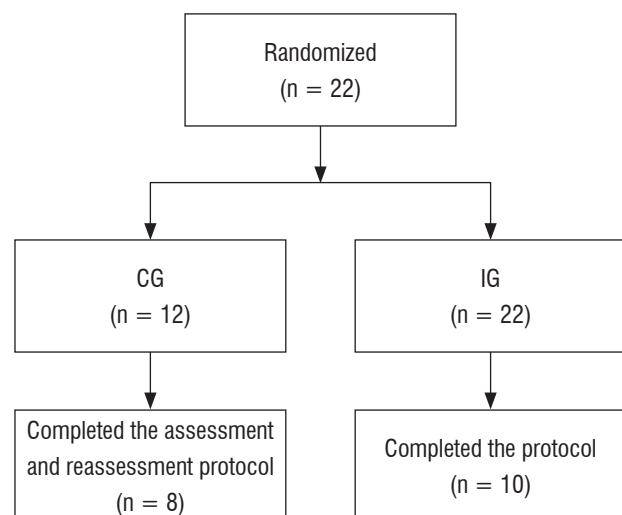 Randomized
(n = 22)
CG
(n = 12)
IG
(n = 22)
Completed the assessment
and reassessment protocol
(n = 8)
Completed the protocol
(n = 10)